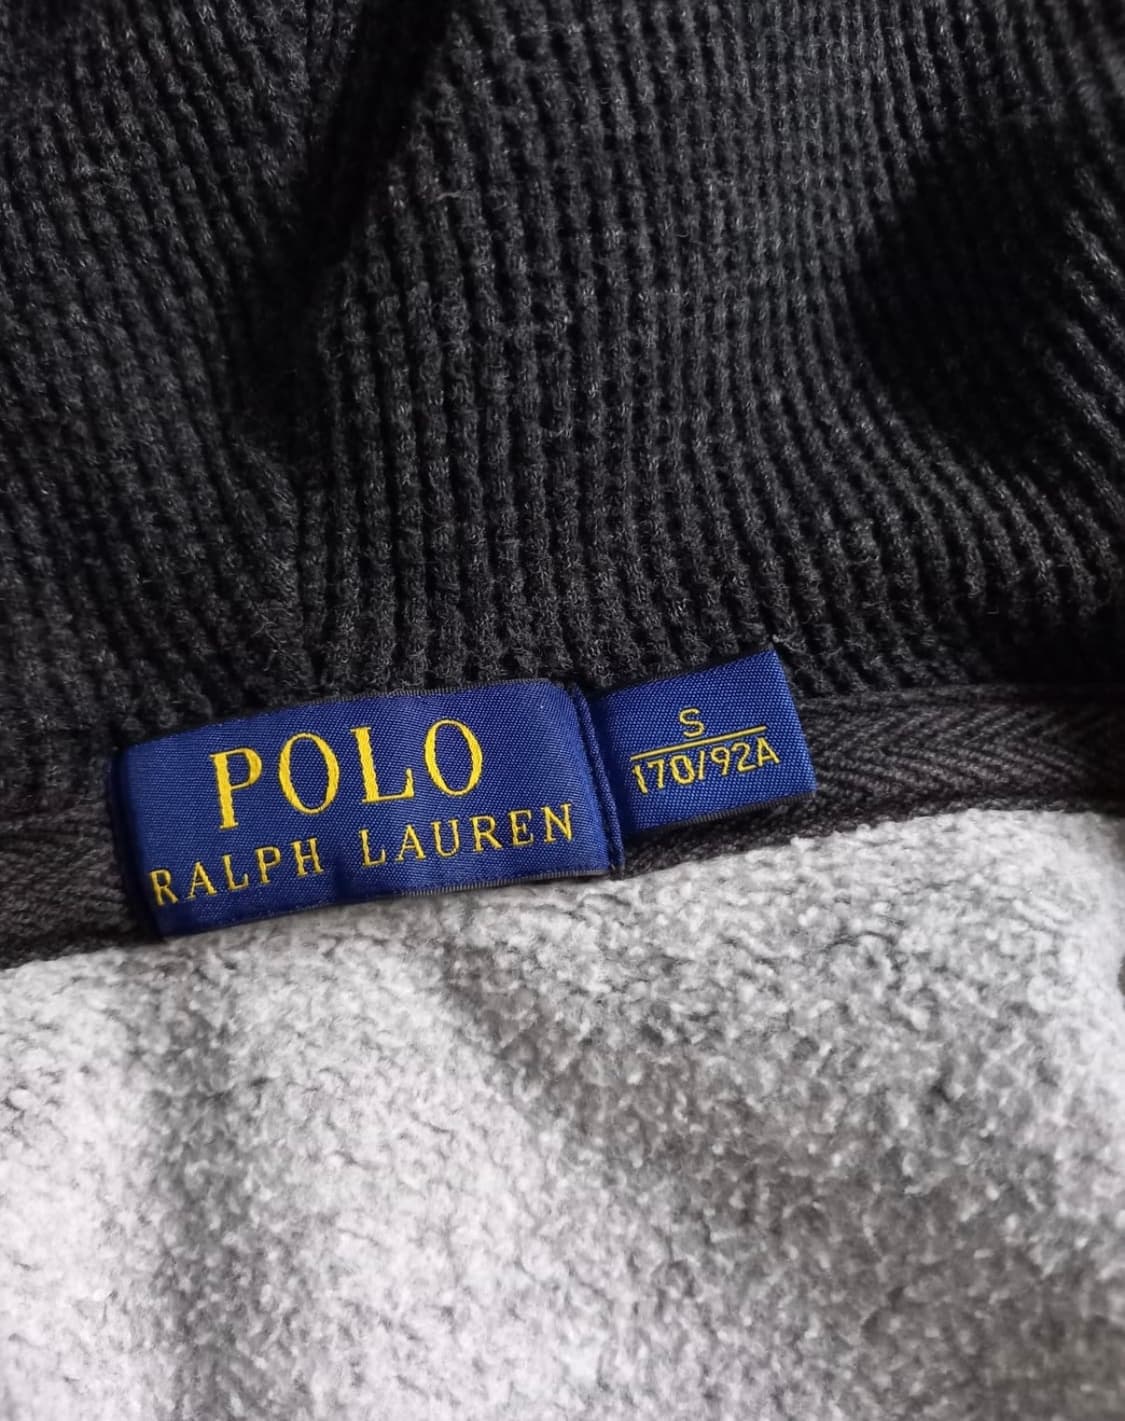 POLO
RALPH LAUREN
S
170/92A